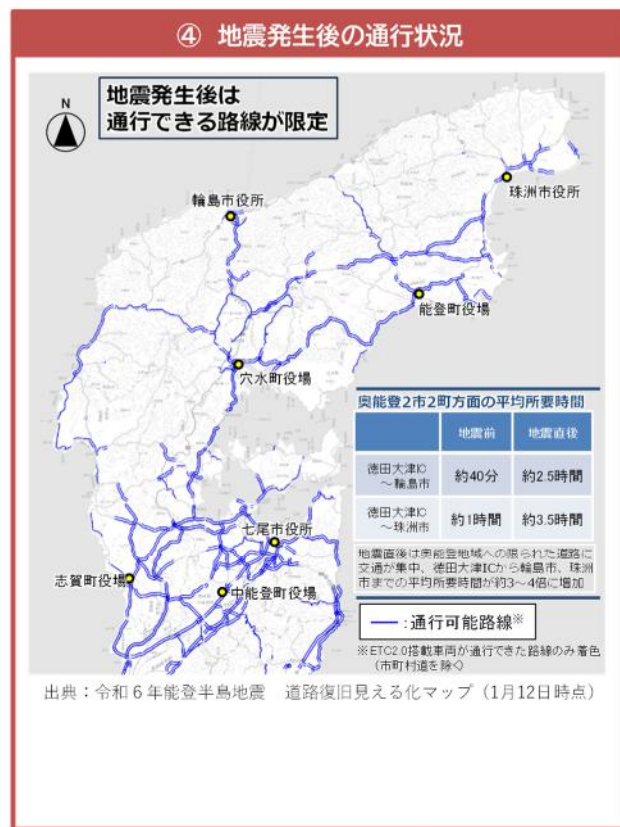 ④ 地震発生後の通行状況
地震発生後は
通行できる路線が限定
N
輪島市役所
珠洲市役所
能登町役場
穴水町役場
奥能登2市2町方面の平均所要時間
地震前 地震直後
徳田大津IC
～輪島市
約40分 約2.5時間
徳田大津IC
～珠洲市
約1時間 約3.5時間
地震直後は奥能登地域への限られた道路に
交通が集中、徳田大津ICから輪島市、珠洲
市までの平均所要時間が約3～4倍に増加
七尾市役所
志賀町役場
中能登町役場
:通行可能路線※
※ETC2.0搭載車両が通行できた路線のみ着色
（市町村道を除く）
出典：令和６年能登半島地震　道路復旧見える化マップ（1月12日時点）